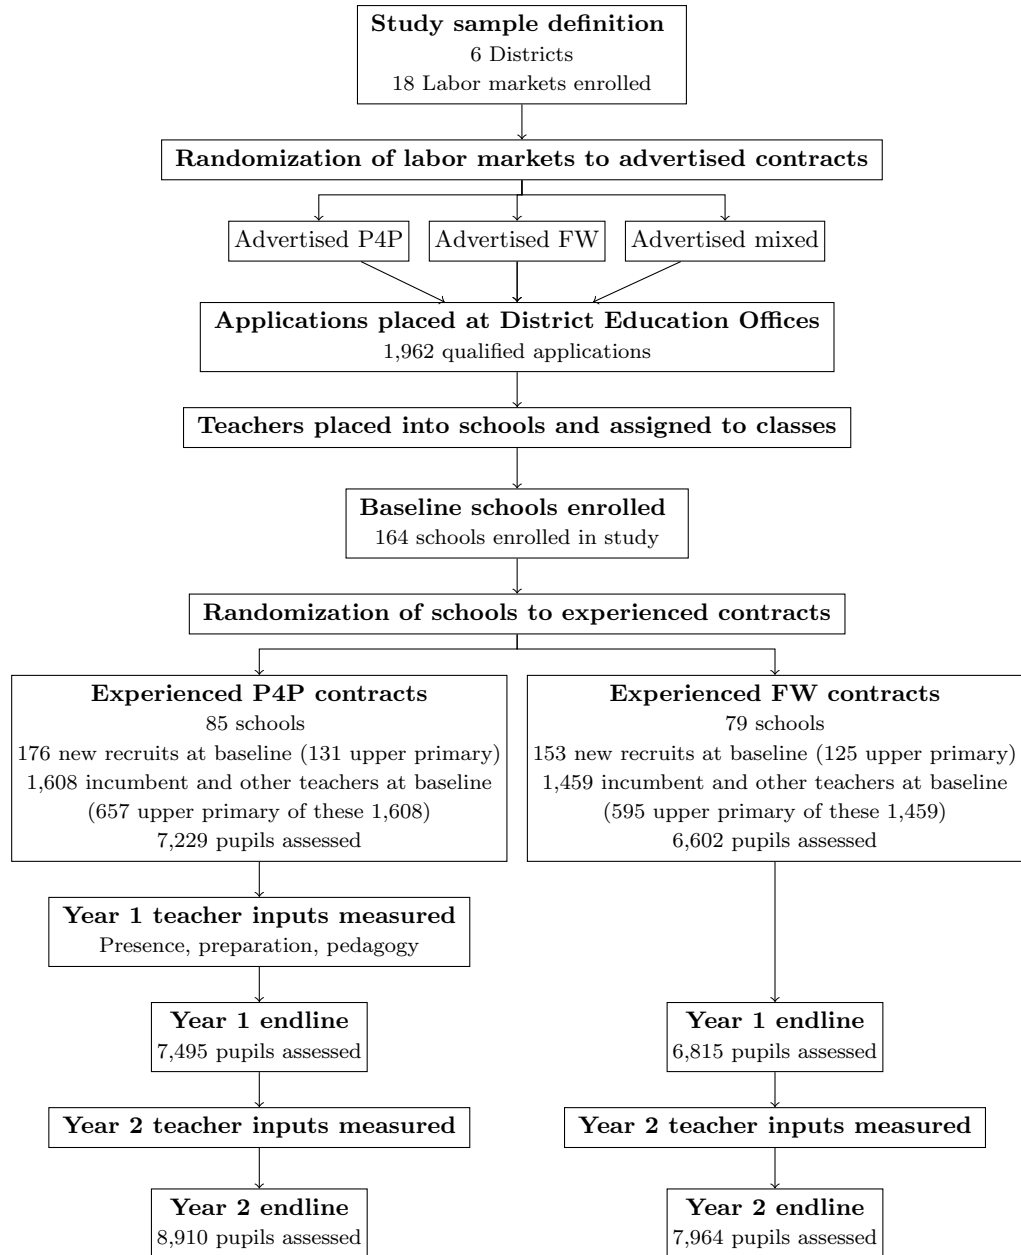 Study sample definition
6 Districts
18 Labor markets enrolled
Randomization of labor markets to advertised contracts
Advertised P4P
Advertised FW
Advertised mixed
Applications placed at District Education Offices
1,962 qualified applications
Teachers placed into schools and assigned to classes
Baseline schools enrolled
164 schools enrolled in study
Randomization of schools to experienced contracts
Experienced P4P contracts
85 schools
176 new recruits at baseline (131 upper primary)
1,608 incumbent and other teachers at baseline
(657 upper primary of these 1,608)
7,229 pupils assessed
Experienced FW contracts
79 schools
153 new recruits at baseline (125 upper primary)
1,459 incumbent and other teachers at baseline
(595 upper primary of these 1,459)
6,602 pupils assessed
Year 1 teacher inputs measured
Presence, preparation, pedagogy
Year 1 endline
7,495 pupils assessed
Year 1 endline
6,815 pupils assessed
Year 2 teacher inputs measured
Year 2 teacher inputs measured
Year 2 endline
8,910 pupils assessed
Year 2 endline
7,964 pupils assessed